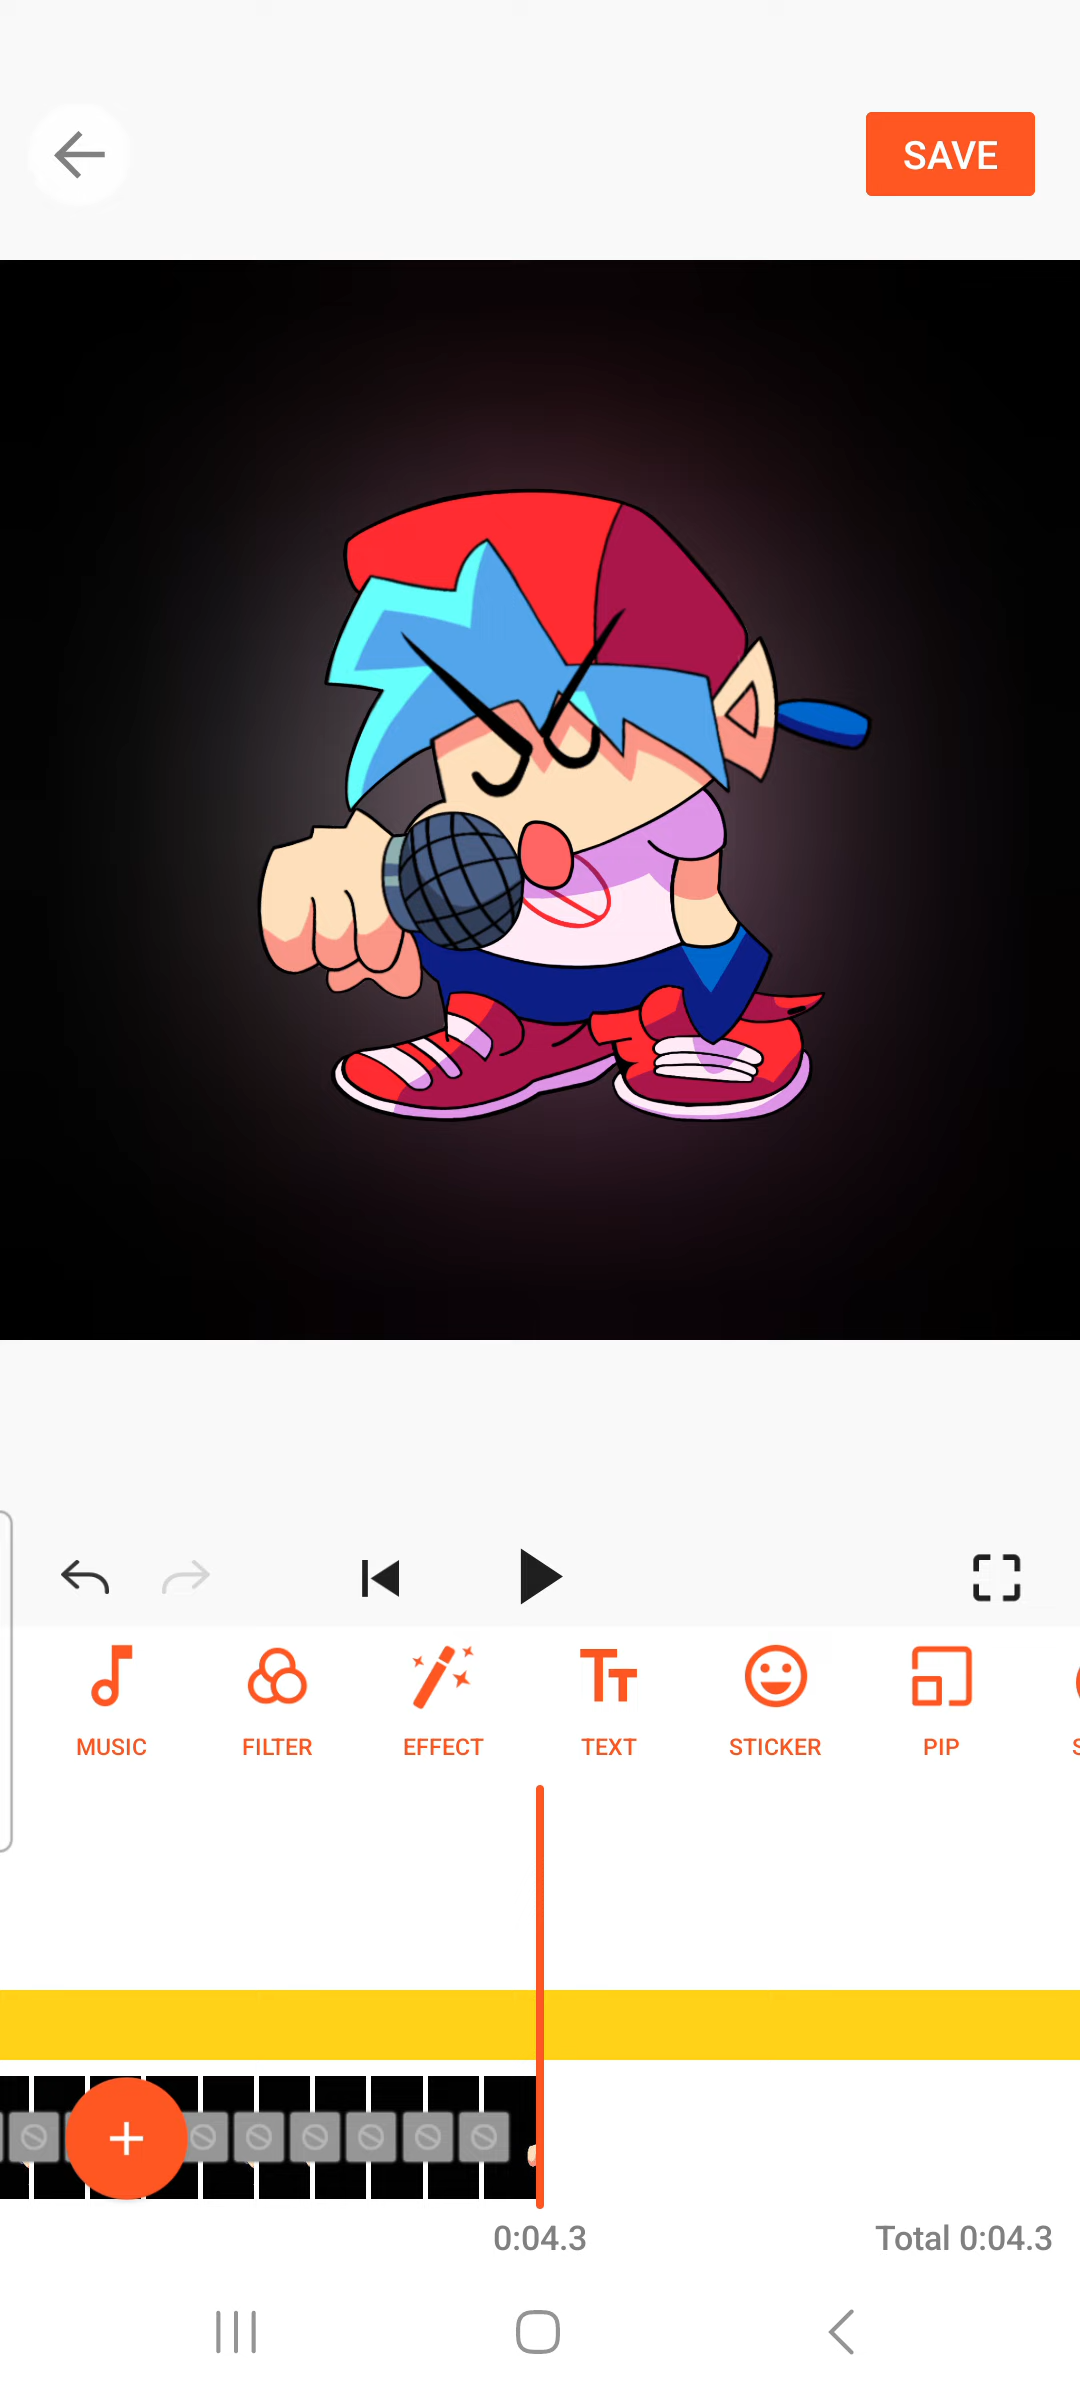 SAVE
MUSIC
FILTER
EFFECT
TEXT
STICKER
PIP
0:04.3
Total 0:04.3